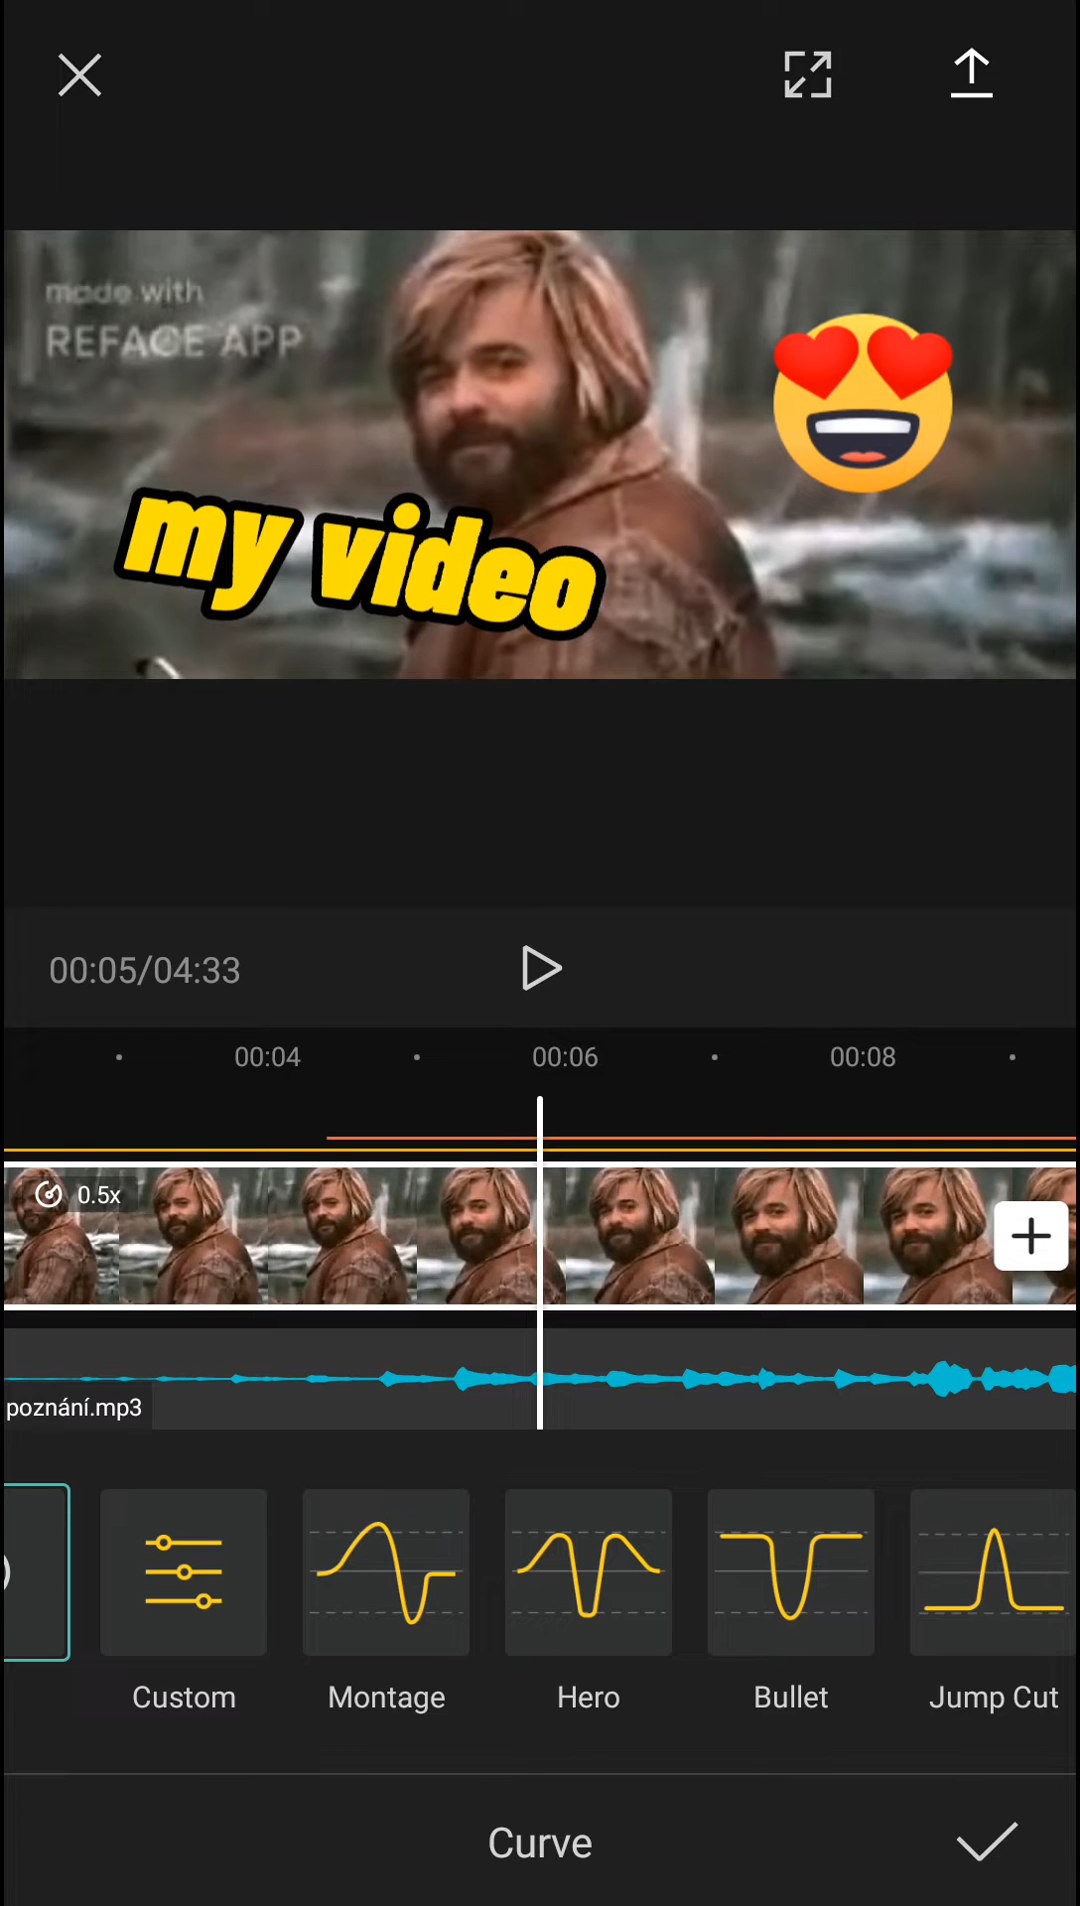 made with
REFACE APP
my video
00:05/04:33
00:04
00:06
00:08
0.5x
poznání.mp3
Custom
Montage
Hero
Bullet
Jump Cut
Curve